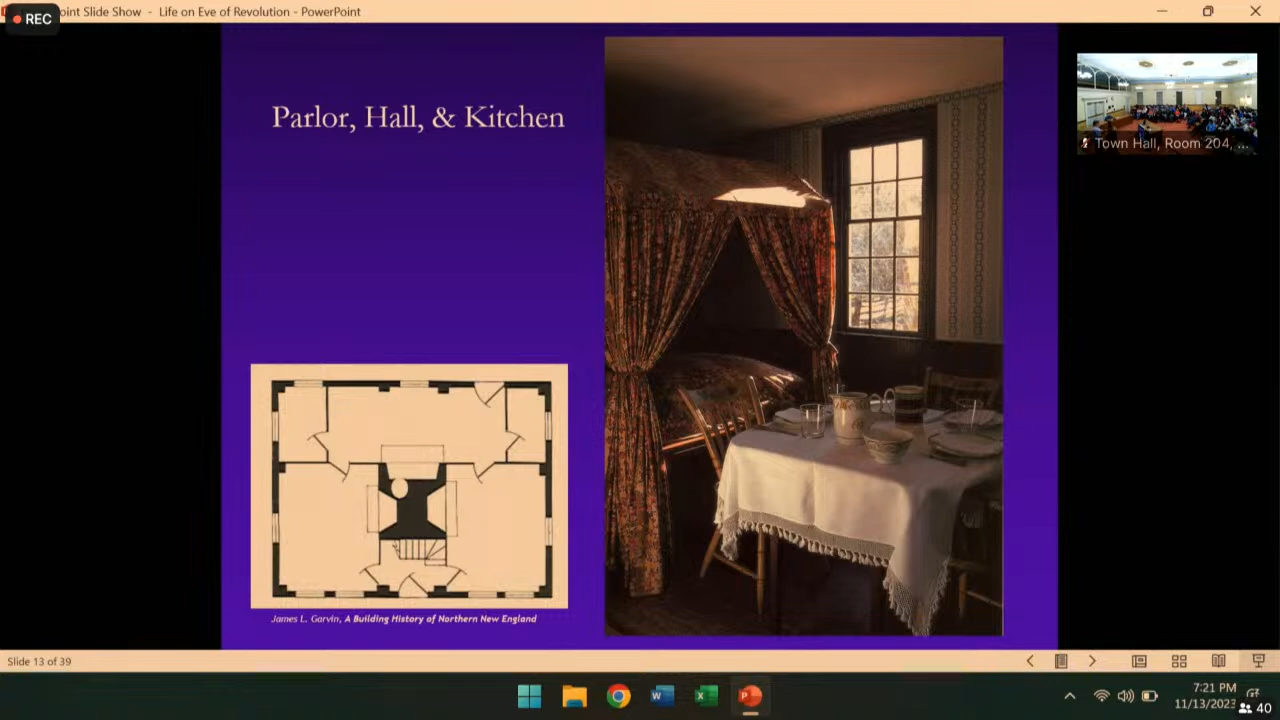 REC
int Slide Show - Life on Eve of Revolution - PowerPoint
Parlor, Hall, & Kitchen
Town Hall, Room 204, ...
James L. Garvin, A Building History of Northern New England
Slide 13 of 39
7:21 PM
11/13/2023
40